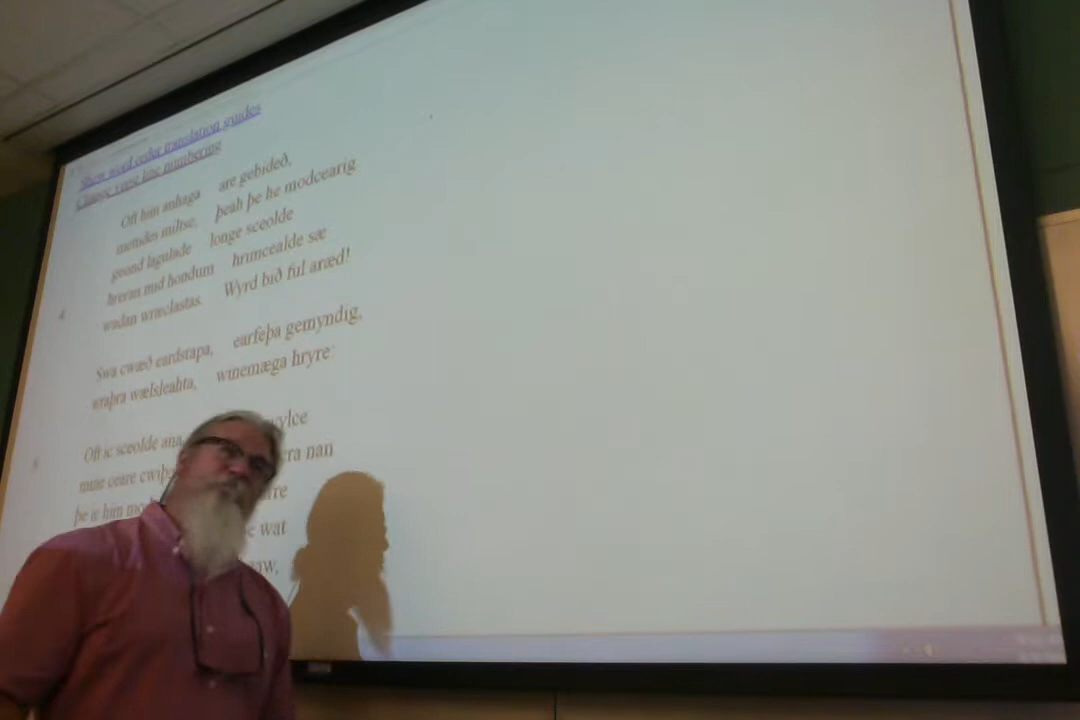 Show word order translation guides
Change verse line numbering
Oft him anhaga are gebideð,
metudes miltse, þeah þe he modcearig
geond lagulade longe sceolde
hreran mid hondum hrimcealde sæ
wadan wræclastas. Wyrd bið ful aræd!
Swa cwæð eardstapa, earfeþa gemyndig,
wraþra wælsleahta, winemæga hryre:
Oft ic sceolde ana
mine ceare cwiþ nan
þe ic him mod
wat